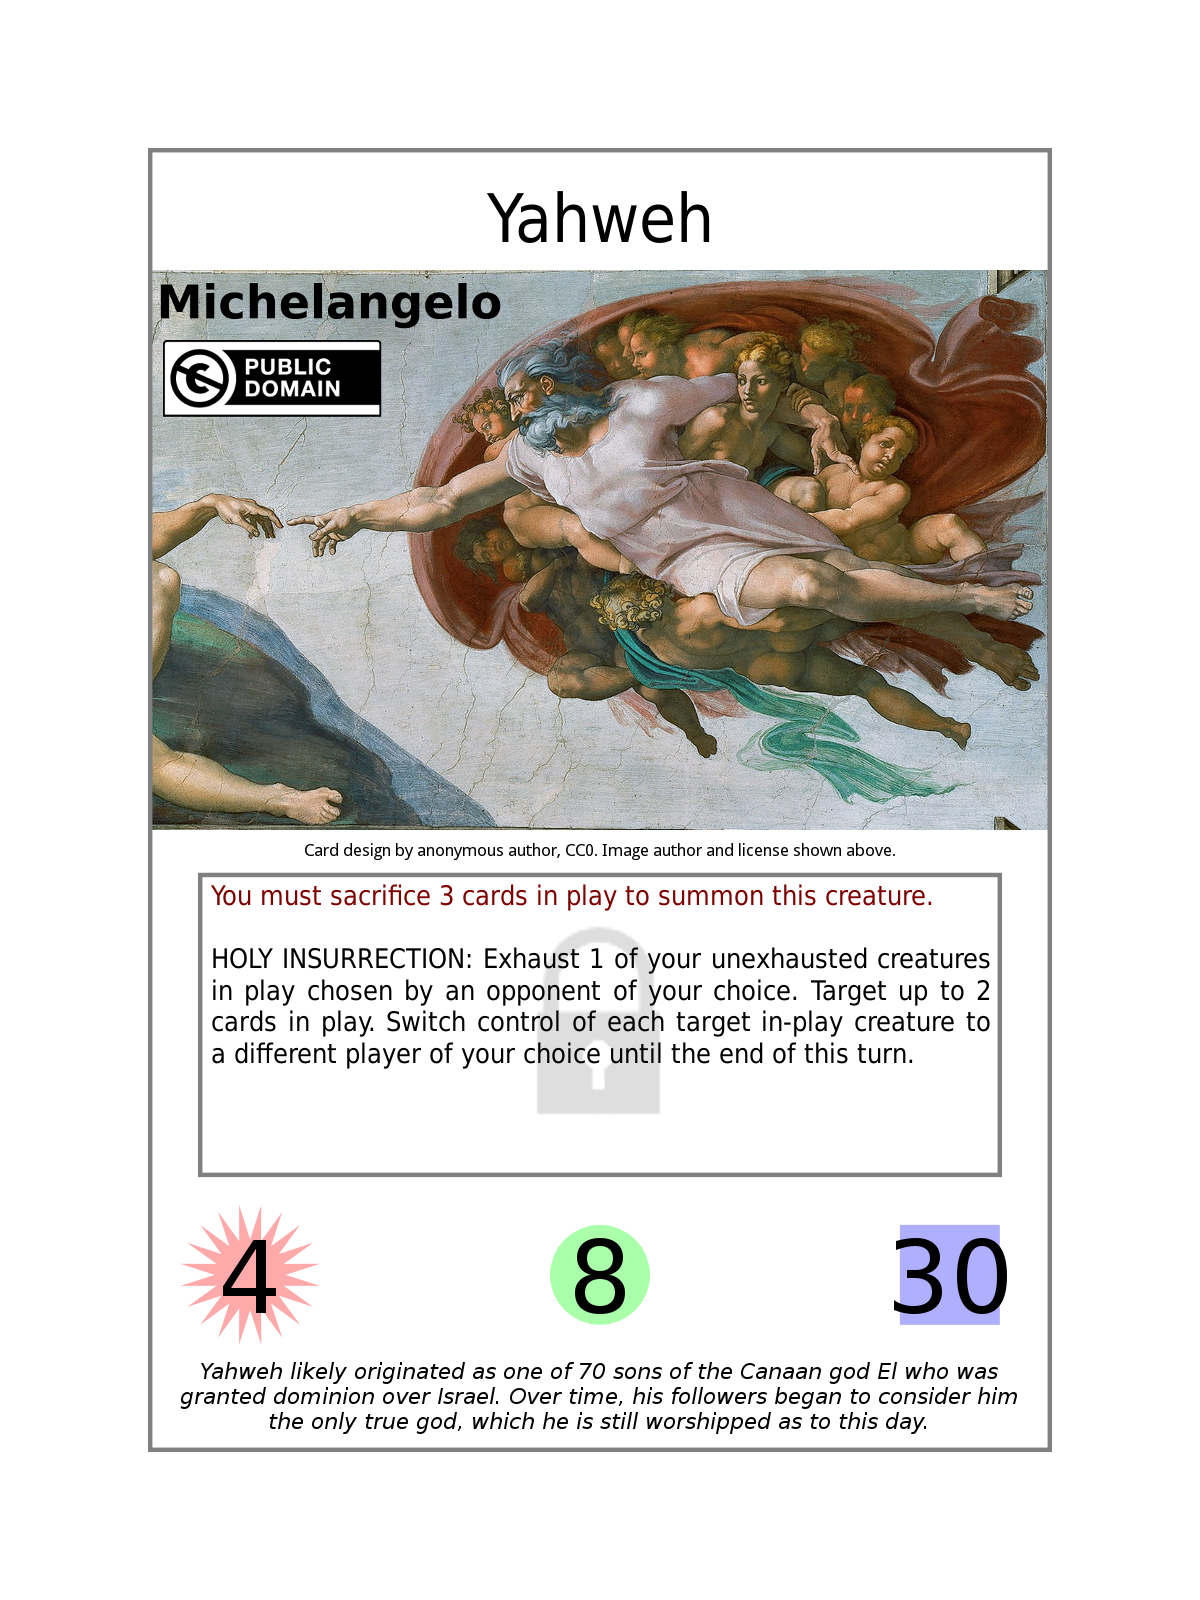 Yahweh
Michelangelo
PUBLIC
DOMAIN
Card design by anonymous author, CC0. Image author and license shown above.
You must sacrifice 3 cards in play to summon this creature.
HOLY INSURRECTION: Exhaust 1 of your unexhausted creatures
in play chosen by an opponent of your choice. Target up to 2
cards in play. Switch control of each target in-play creature to
a different player of your choice until the end of this turn.
4 8 30
Yahweh likely originated as one of 70 sons of the Canaan god El who was
granted dominion over Israel. Over time, his followers began to consider him
the only true god, which he is still worshipped as to this day.